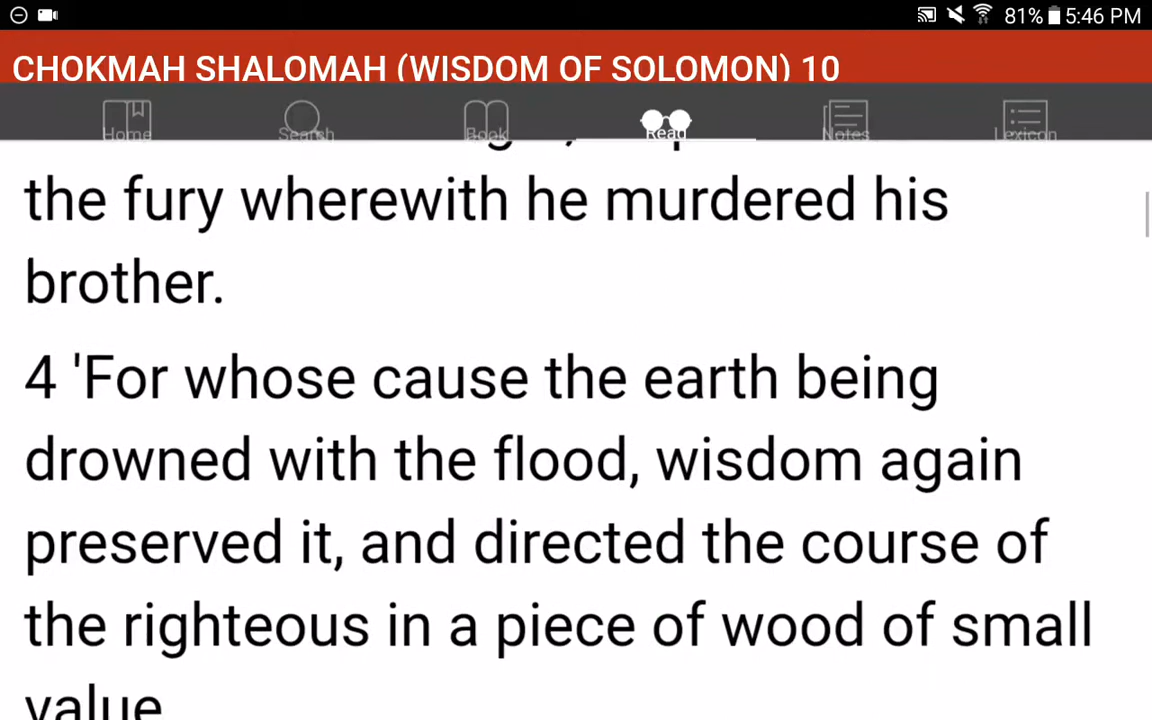 81% 5:46 PM
CHOKMAH SHALOMAH (WISDOM OF SOLOMON) 10
Home Search Book Read Notes Lexicon
the fury wherewith he murdered his
brother.
4 'For whose cause the earth being
drowned with the flood, wisdom again
preserved it, and directed the course of
the righteous in a piece of wood of small
value